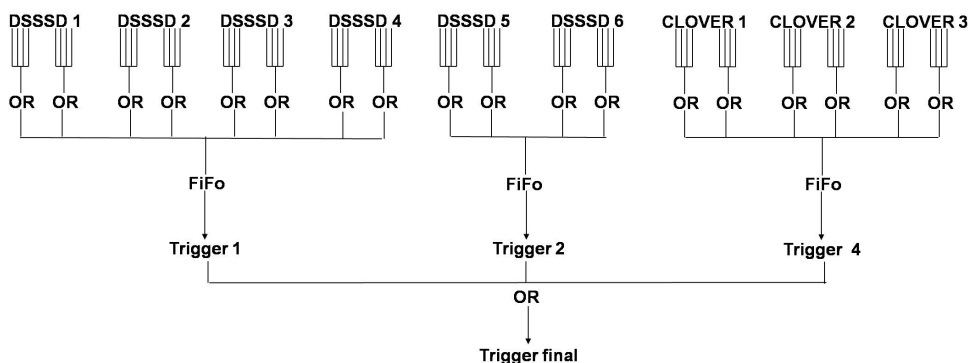 DSSSD 1 DSSSD 2 DSSSD 3 DSSSD 4 DSSSD 5 DSSSD 6 CLOVER 1 CLOVER 2 CLOVER 3
OR OR OR OR OR OR OR OR OR OR OR OR OR OR OR OR OR OR
FiFo FiFo FiFo
Trigger 1 Trigger 2 Trigger 4
OR
Trigger final